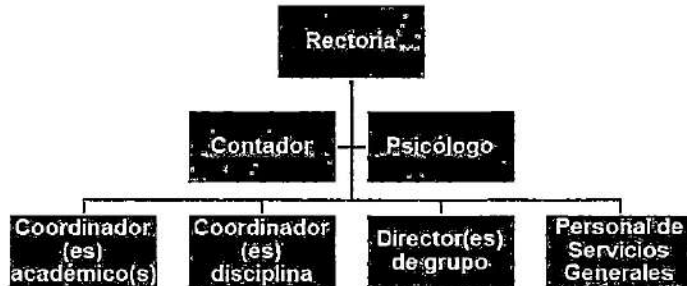 Rectoria
Contador
Psicólogo
Coordinador
(es)
académico(s)
Coordinador
(es)
disciplina
Director(es)
de grupo
Personal de
Servicios
Generales